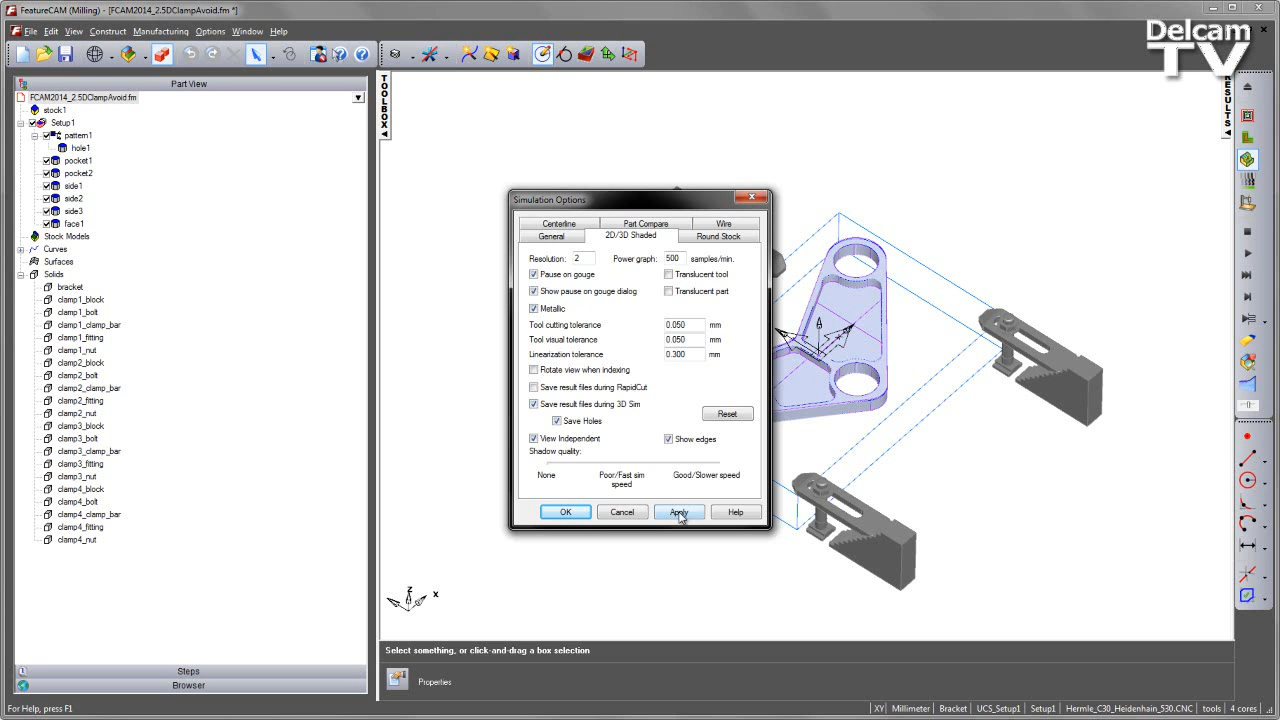 FeatureCAM (Milling) - [FCAM2014_2.5DClampAvoid.fm *]
File Edit View Construct Manufacturing Options Window Help
Delcam
TV
Part View
FCAM2014_2.5DClampAvoid.fm
stock1
Setup1
pattern1
hole1
pocket1
pocket2
side1
side2
side3
face1
Stock Models
Curves
Surfaces
Solids
bracket
clamp1_block
clamp1_bolt
clamp1_clamp_bar
clamp1_fitting
clamp1_nut
clamp2_block
clamp2_bolt
clamp2_clamp_bar
clamp2_fitting
clamp2_nut
clamp3_block
clamp3_bolt
clamp3_clamp_bar
clamp3_fitting
clamp3_nut
clamp4_block
clamp4_bolt
clamp4_clamp_bar
clamp4_fitting
clamp4_nut
Steps
Browser
TOOLBOX
RESULTS
Simulation Options
Centerline Part Compare Wire
General 2D/3D Shaded Round Stock
Resolution: 2 Power graph: 500 samples/min.
Pause on gouge Translucent tool
Show pause on gouge dialog Translucent part
Metallic
Tool cutting tolerance 0.050 mm
Tool visual tolerance 0.050 mm
Linearization tolerance 0.300 mm
Rotate view when indexing
Save result files during RapidCut
Save result files during 3D Sim
Save Holes
Reset
View Independent Show edges
Shadow quality:
None Poor/Fast sim speed Good/Slower speed
OK Cancel Apply Help
Z
X
Select something, or click-and-drag a box selection
Properties
For Help, press F1
XY Millimeter Bracket UCS_Setup1 Setup1 Hermle_C30_Heidenhain_530.CNC tools 4 cores